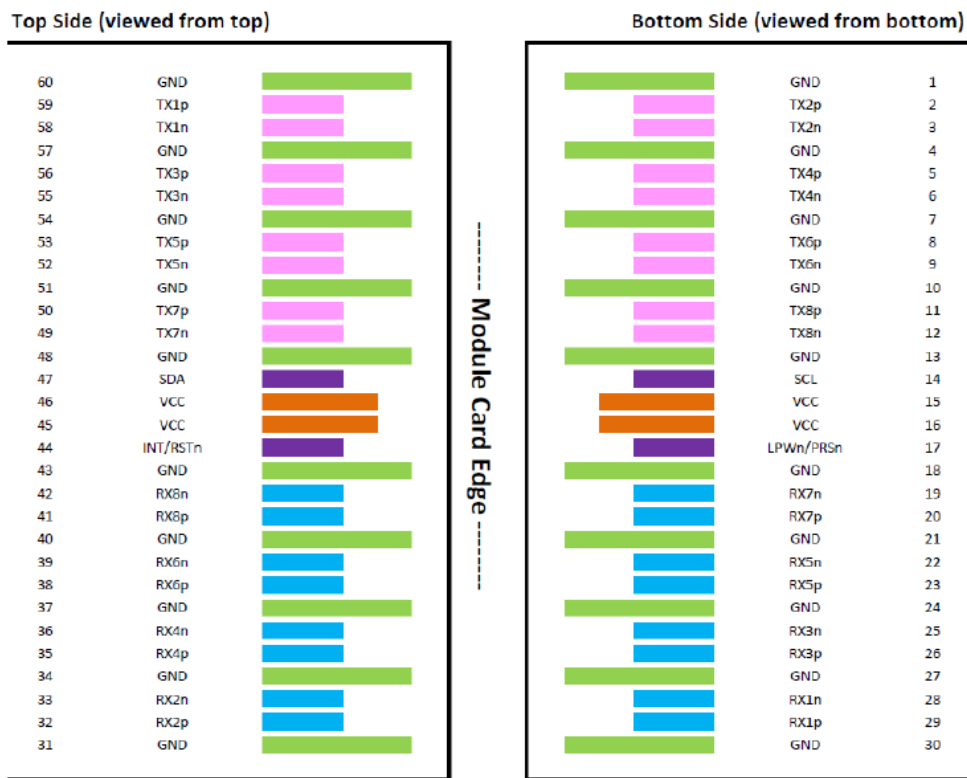 Top Side (viewed from top) Bottom Side (viewed from bottom)
60 GND GND 1
59 TX1p TX2p 2
58 TX1n TX2n 3
57 GND GND 4
56 TX3p TX4p 5
55 TX3n TX4n 6
54 GND GND 7
53 TX5p TX6p 8
52 TX5n TX6n 9
51 GND GND 10
50 TX7p TX8p 11
49 TX7n TX8n 12
48 GND GND 13
47 SDA SCL 14
46 VCC VCC 15
45 VCC VCC 16
44 INT/RSTn LPWn/PRSn 17
43 GND GND 18
42 RX8n RX7n 19
41 RX8p RX7p 20
40 GND GND 21
39 RX6n RX5n 22
38 RX6p RX5p 23
37 GND GND 24
36 RX4n RX3n 25
35 RX4p RX3p 26
34 GND GND 27
33 RX2n RX1n 28
32 RX2p RX1p 29
31 GND GND 30
------- Module Card Edge -------